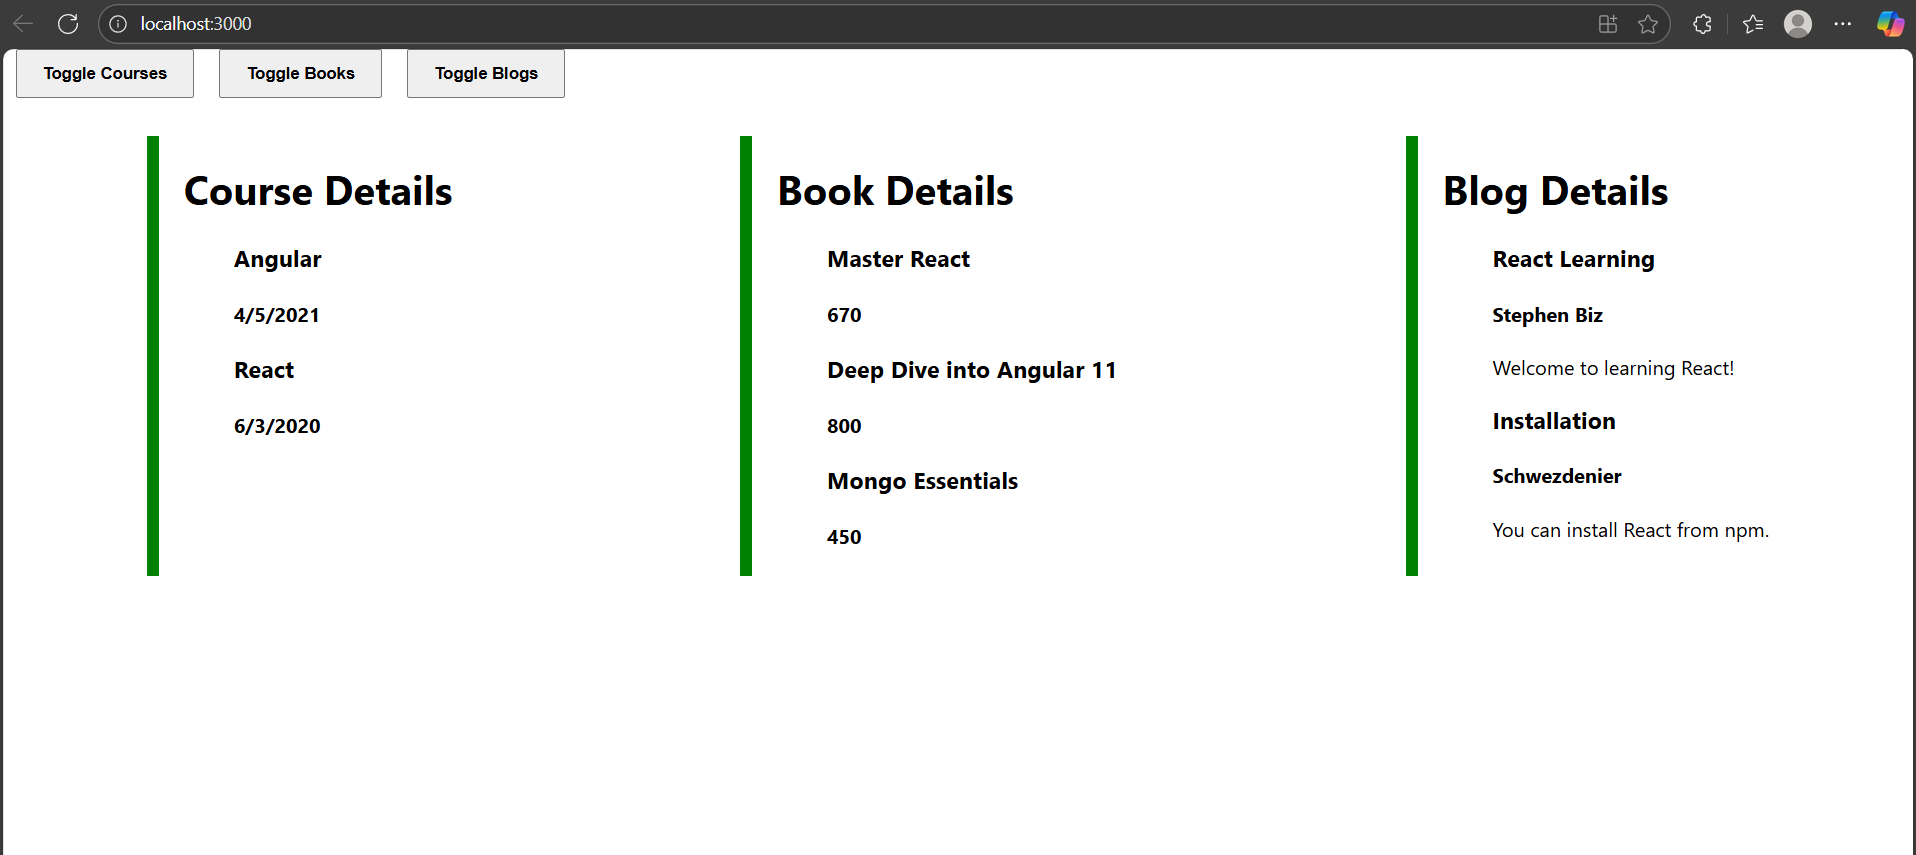 localhost:3000
Toggle Courses
Toggle Books
Toggle Blogs
Course Details
Angular
4/5/2021
React
6/3/2020
Book Details
Master React
670
Deep Dive into Angular 11
800
Mongo Essentials
450
Blog Details
React Learning
Stephen Biz
Welcome to learning React!
Installation
Schwezdenier
You can install React from npm.